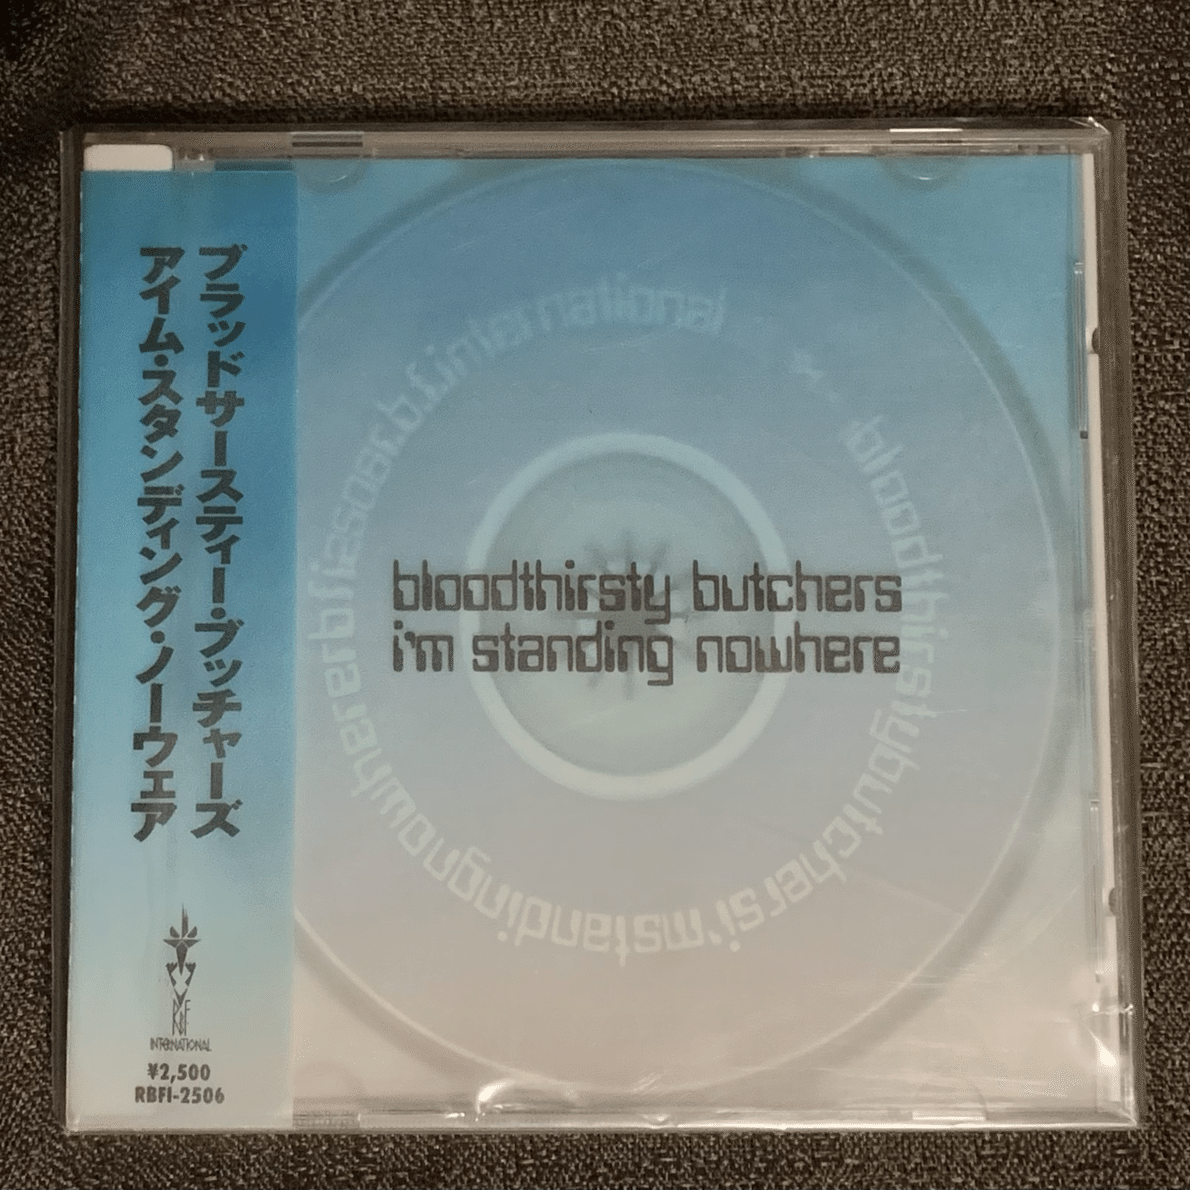 ブラッドサースティー・ブッチャーズ
アイム・スタンディング・ノーウェア
INTERNATIONAL
¥2,500
RBFI-2506
bloodthirsty butchers
i'm standing nowhere
bloodthirstybutchersi'mstandingnowhere
international